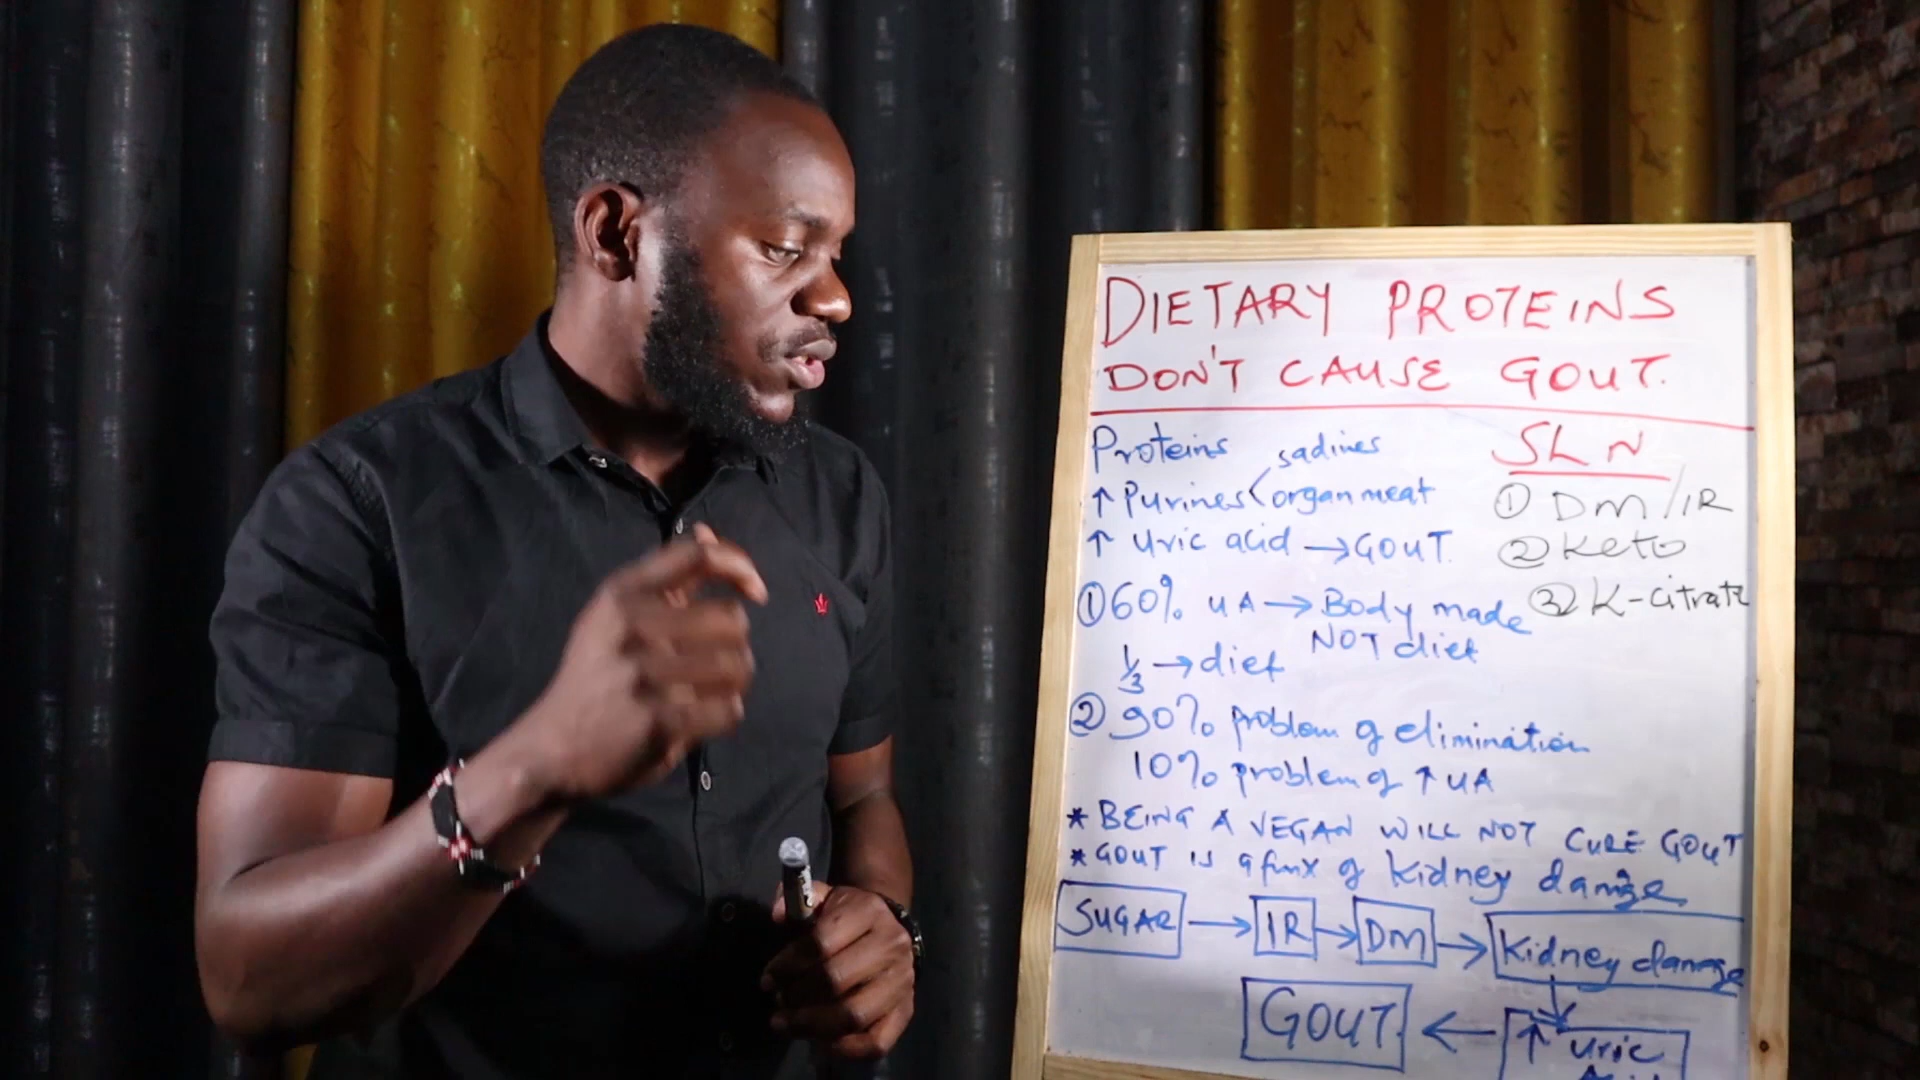 DIETARY PROTEINS
DON'T CAUSE GOUT.
Proteins sadines
↑ Purines organ meat
↑ Uric acid → GOUT.
① 60% UA → Body made
NOT diet
1/3 → diet
② 90% problem of elimination
10% problem of ↑ UA
* BEING A VEGAN WILL NOT CURE GOUT
* GOUT IS a funx of Kidney damage
SUGAR → IR → DM → Kidney damage
GOUT ← ↑ Uric
SLN
① DM/IR
② Keto
③ K-citrate